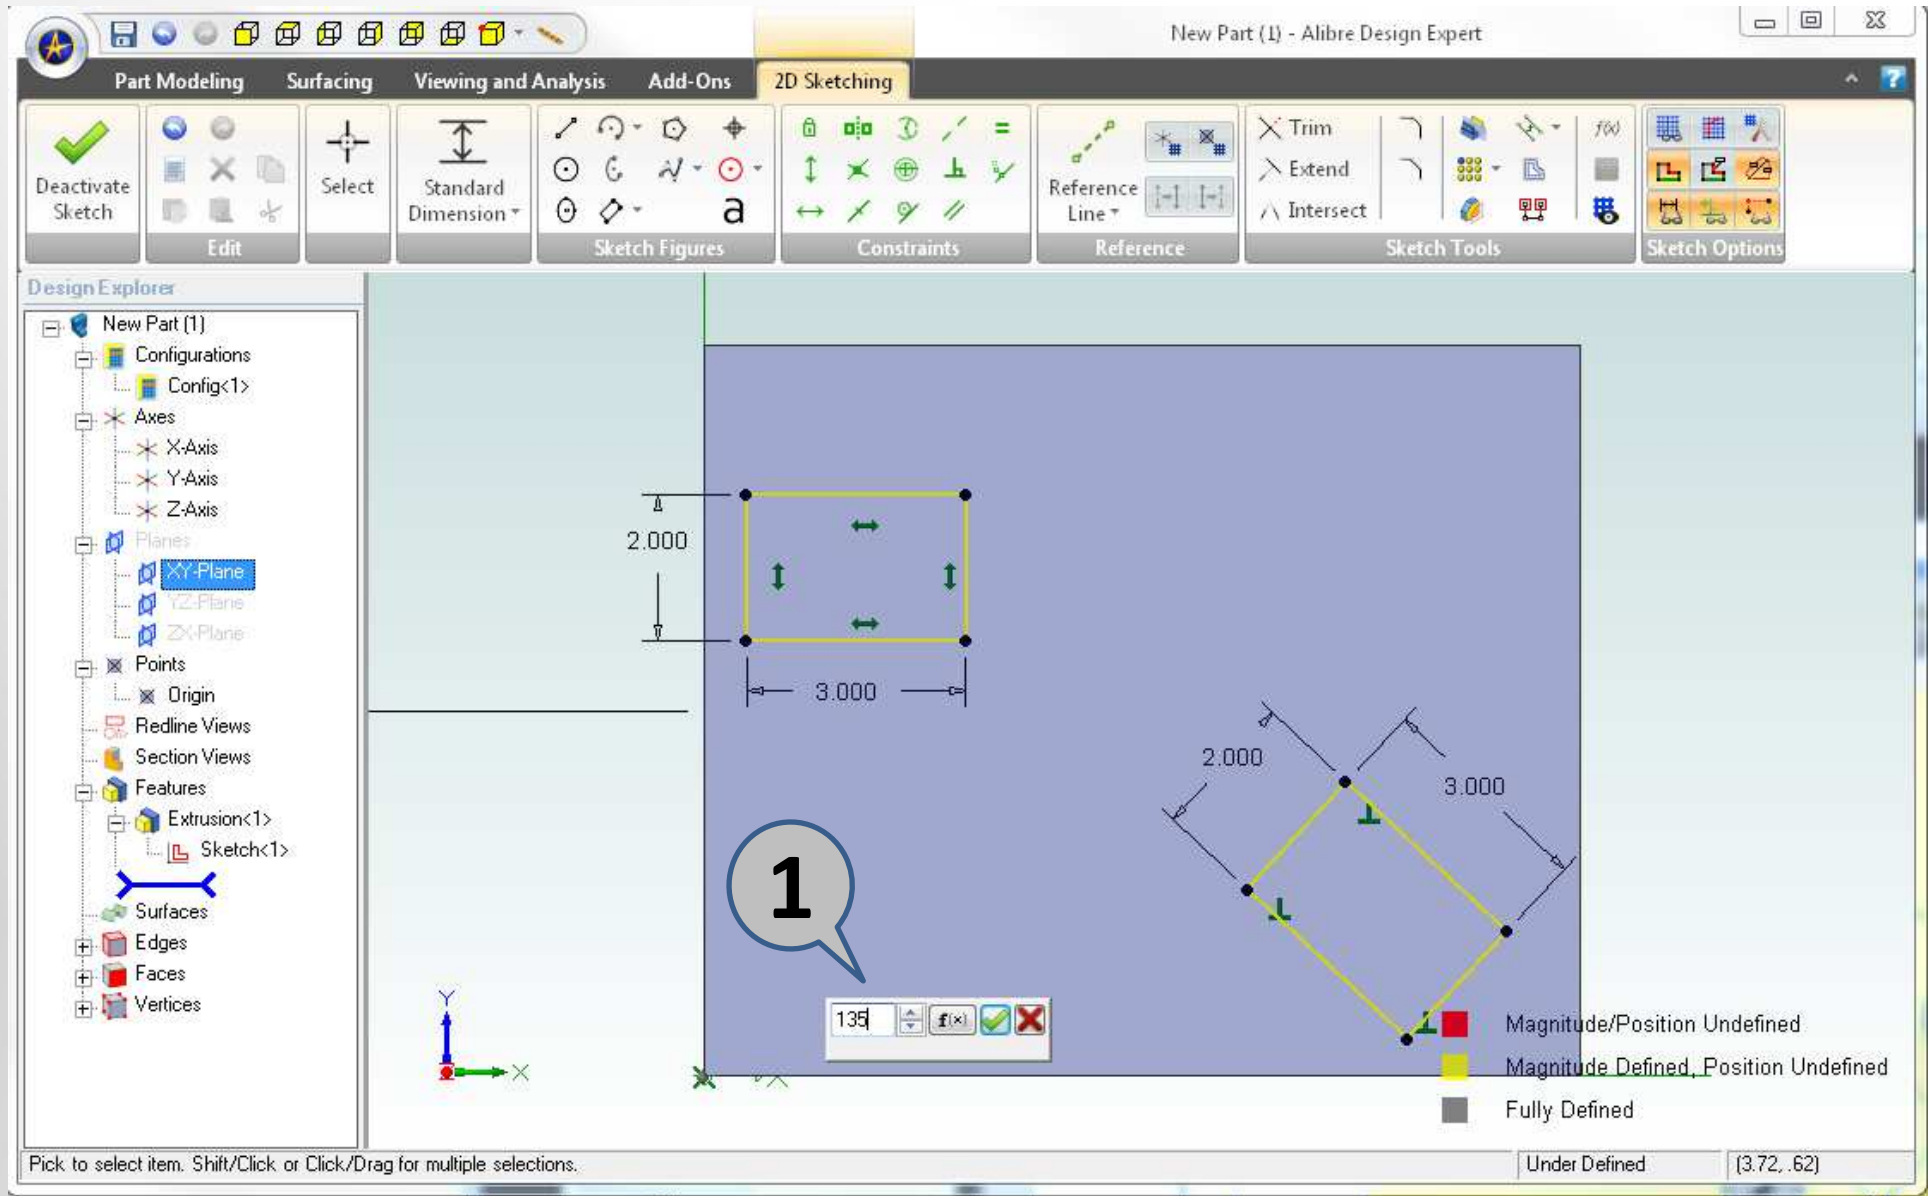 New Part (1) - Alibre Design Expert
Part Modeling Surfacing Viewing and Analysis Add-Ons 2D Sketching
?
Deactivate Sketch
Edit
Select
Standard Dimension
a
Sketch Figures
Constraints
Reference Line
Reference
Trim
Extend
Intersect
f(x)
Sketch Tools
Sketch Options
Design Explorer
New Part (1)
Configurations
Config<1>
Axes
X-Axis
Y-Axis
Z-Axis
Planes
XY-Plane
YZ-Plane
ZX-Plane
Points
Origin
Redline Views
Section Views
Features
Extrusion<1>
Sketch<1>
Surfaces
Edges
Faces
Vertices
2.000
3.000
2.000
3.000
1
135
f(x)
Y
X
X
Magnitude/Position Undefined
Magnitude Defined, Position Undefined
Fully Defined
Pick to select item. Shift/Click or Click/Drag for multiple selections.
Under Defined
(3.72, .62)